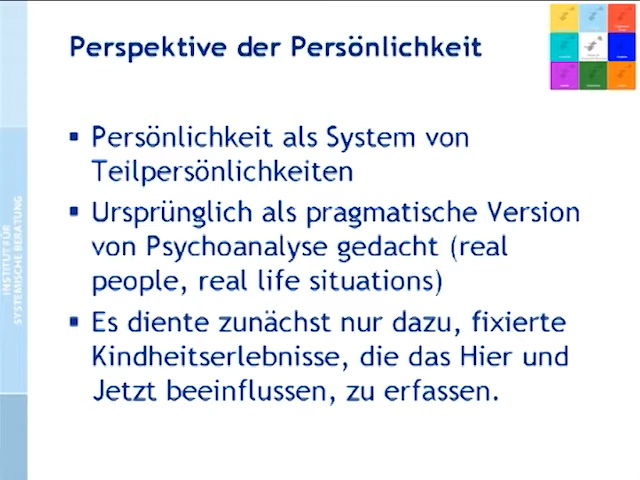 Perspektive der Persönlichkeit
Persönlichkeit als System von
Teilpersönlichkeiten
Ursprünglich als pragmatische Version
von Psychoanalyse gedacht (real
people, real life situations)
Es diente zunächst nur dazu, fixierte
Kindheitserlebnisse, die das Hier und
Jetzt beeinflussen, zu erfassen.
INSTITUT FÜR
SYSTEMISCHE BERATUNG